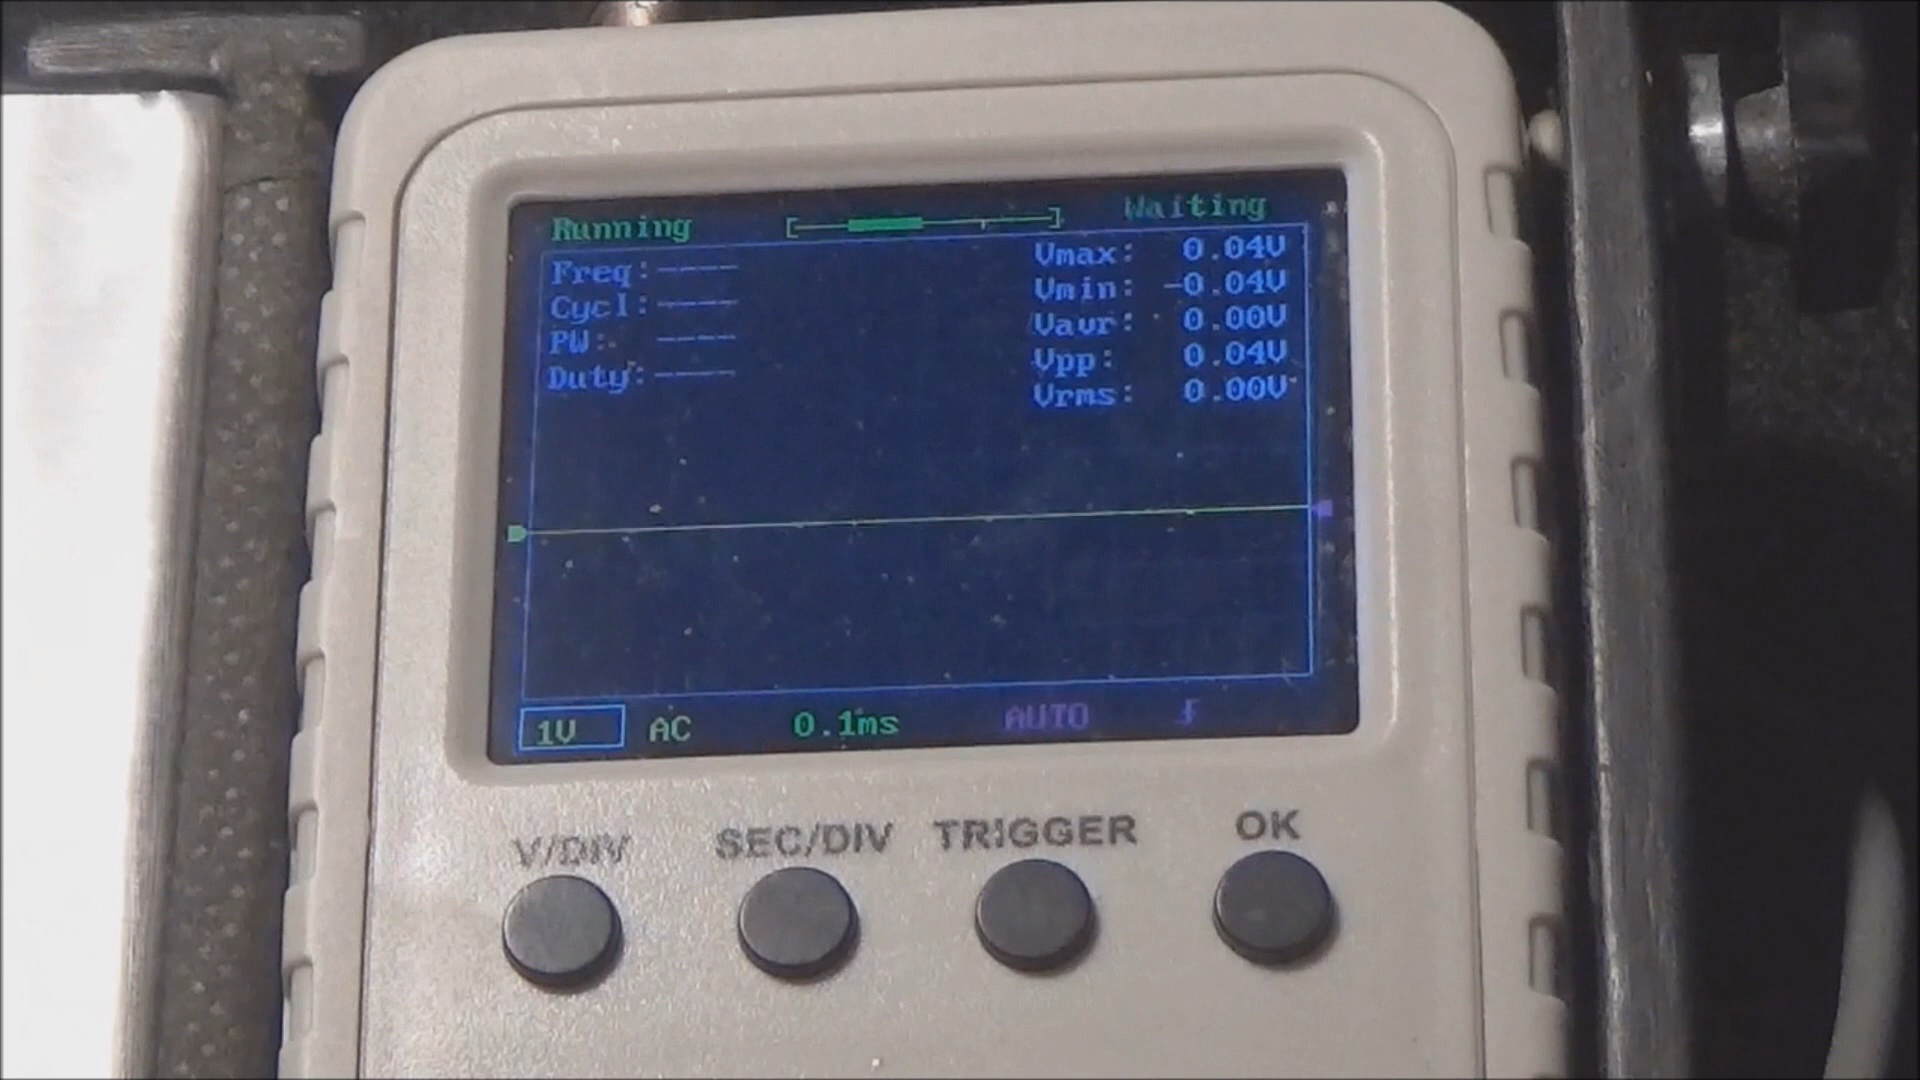 Running Waiting
Freq:---- Vmax: 0.04V
Cycl:---- Vmin: -0.04V
PW: ---- Vavr: 0.00V
Duty:---- Vpp: 0.04V
Vrms: 0.00V
1V AC 0.1ms AUTO
V/DIV SEC/DIV TRIGGER OK